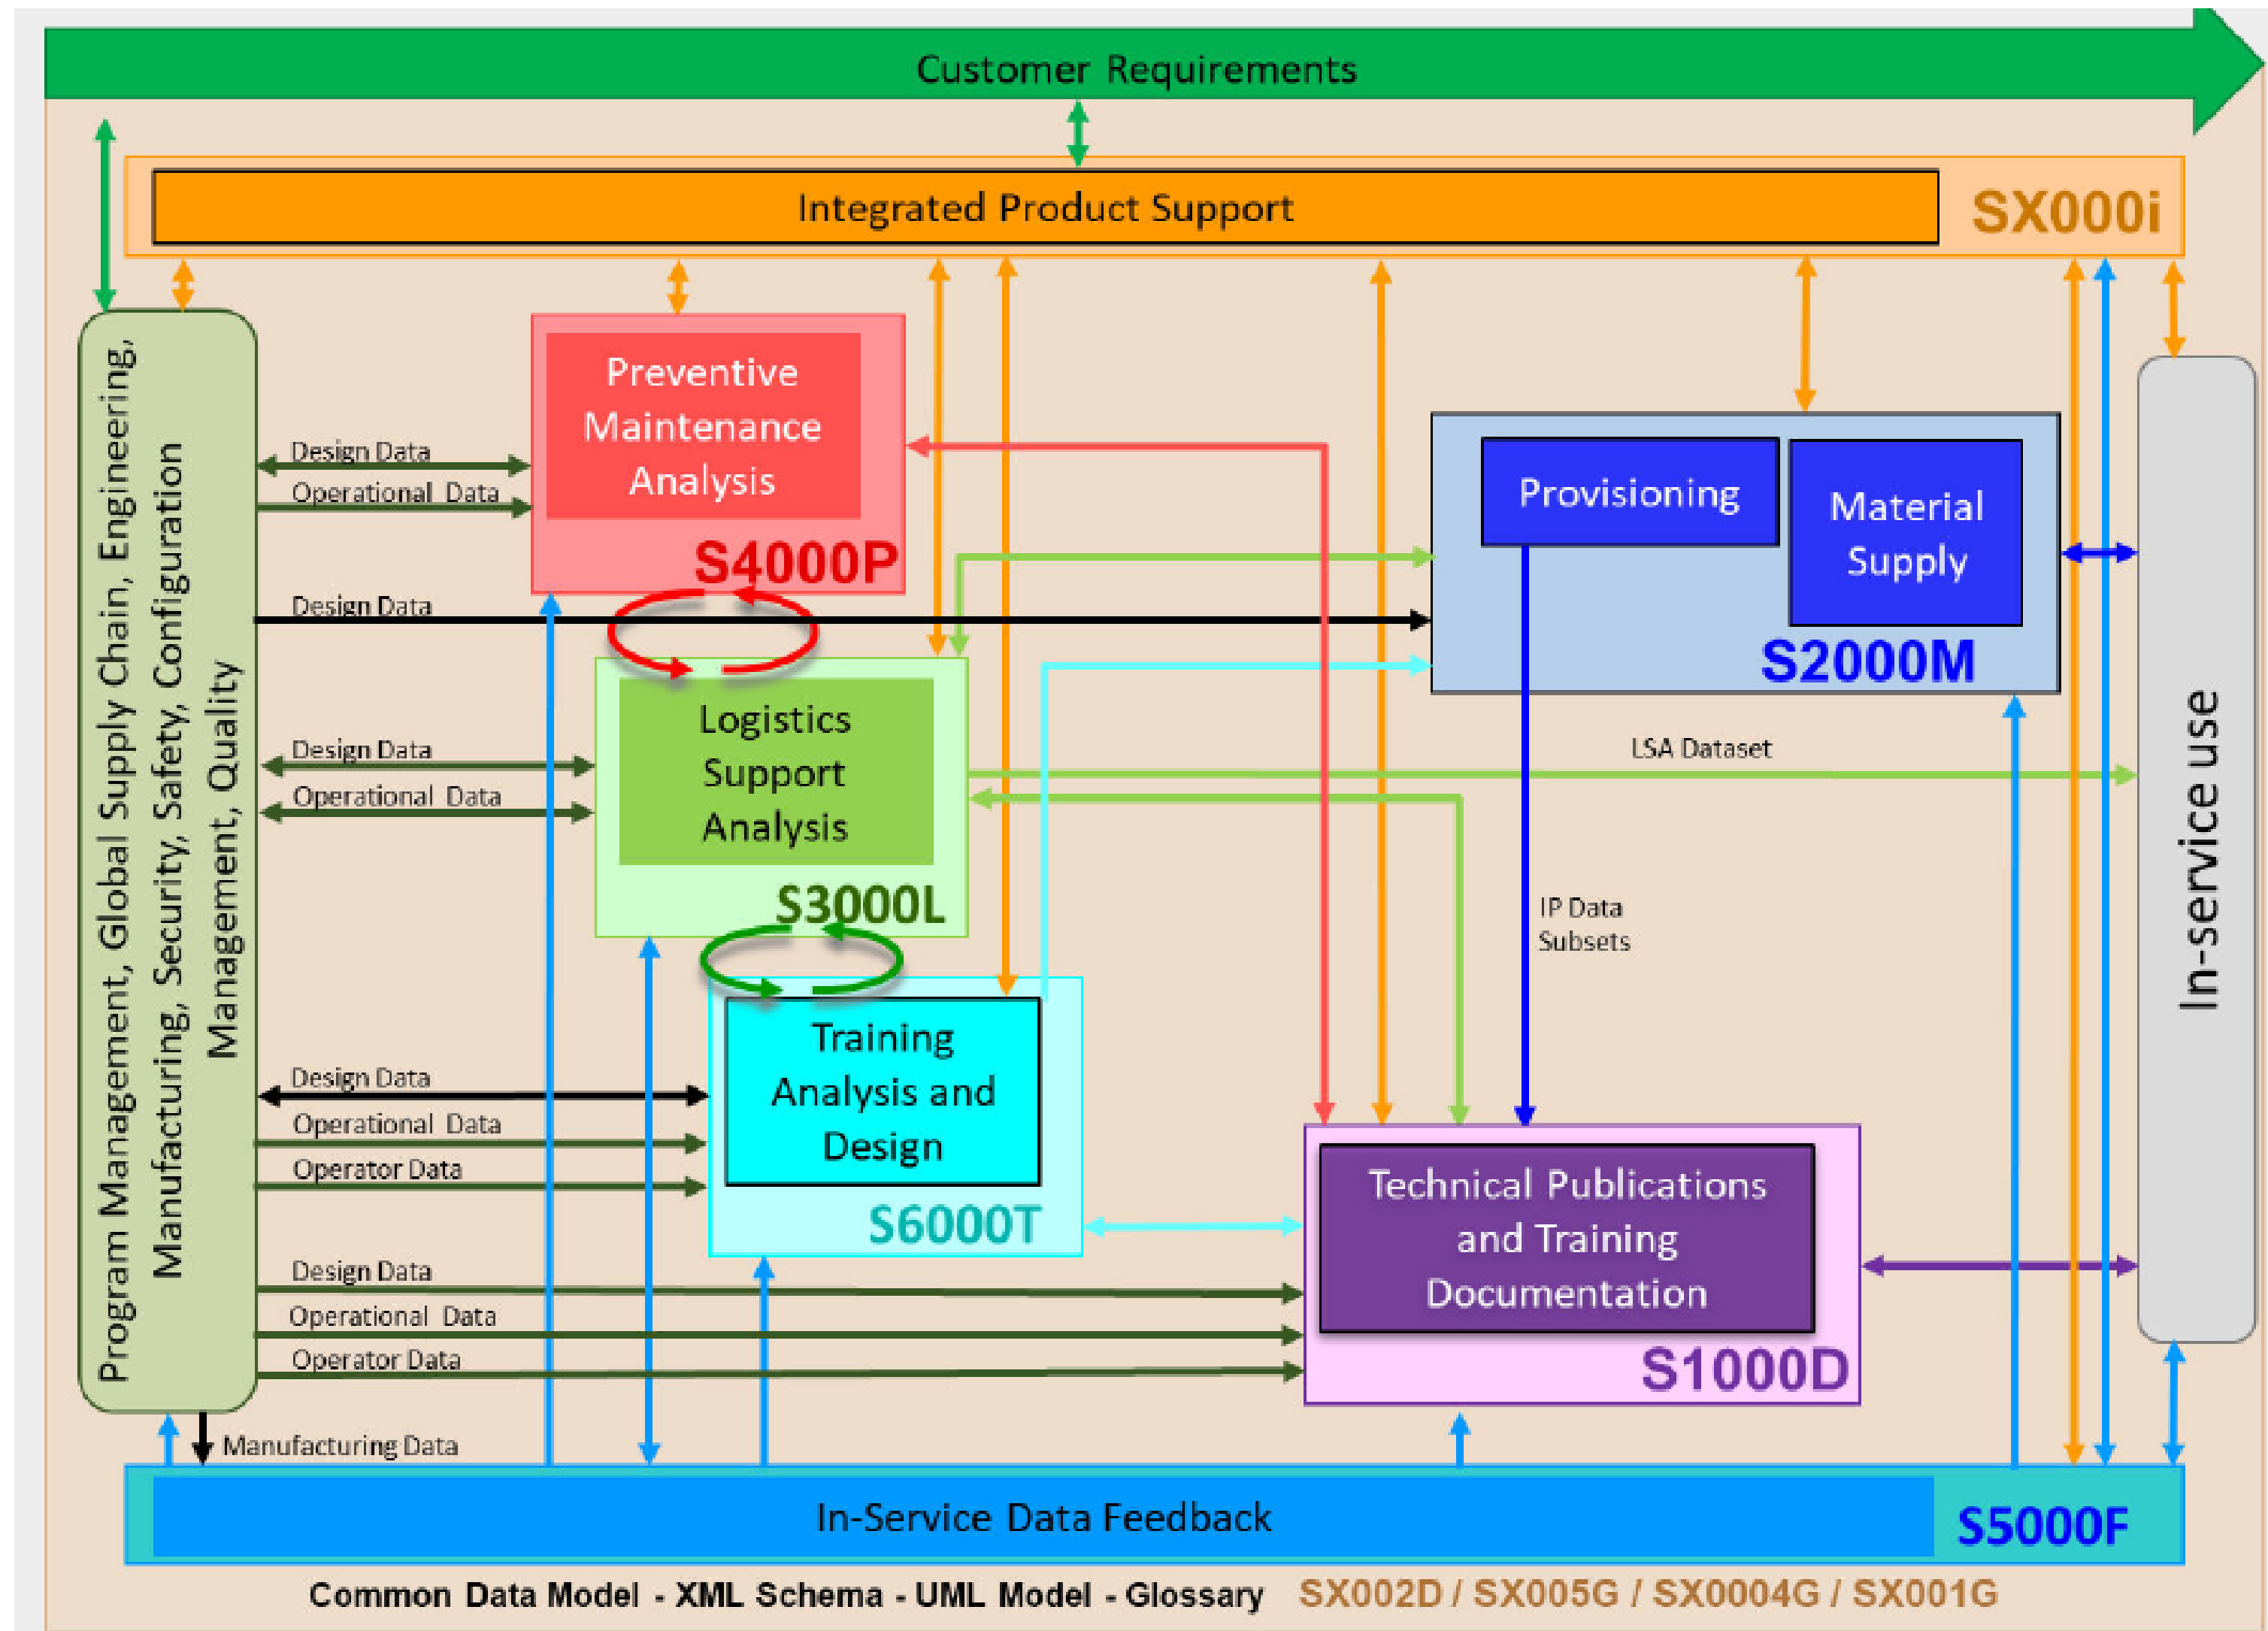 Customer Requirements
Integrated Product Support
SX000i
Program Management, Global Supply Chain, Engineering,
Manufacturing, Security, Safety, Configuration
Management, Quality
Preventive
Maintenance
Analysis
S4000P
Design Data
Operational Data
Provisioning
Material
Supply
S2000M
Design Data
Logistics
Support
Analysis
S3000L
Design Data
Operational Data
LSA Dataset
IP Data
Subsets
In-service use
Training
Analysis and
Design
S6000T
Design Data
Operational Data
Operator Data
Technical Publications
and Training
Documentation
S1000D
Design Data
Operational Data
Operator Data
Manufacturing Data
In-Service Data Feedback
S5000F
Common Data Model - XML Schema - UML Model - Glossary SX002D / SX005G / SX0004G / SX001G